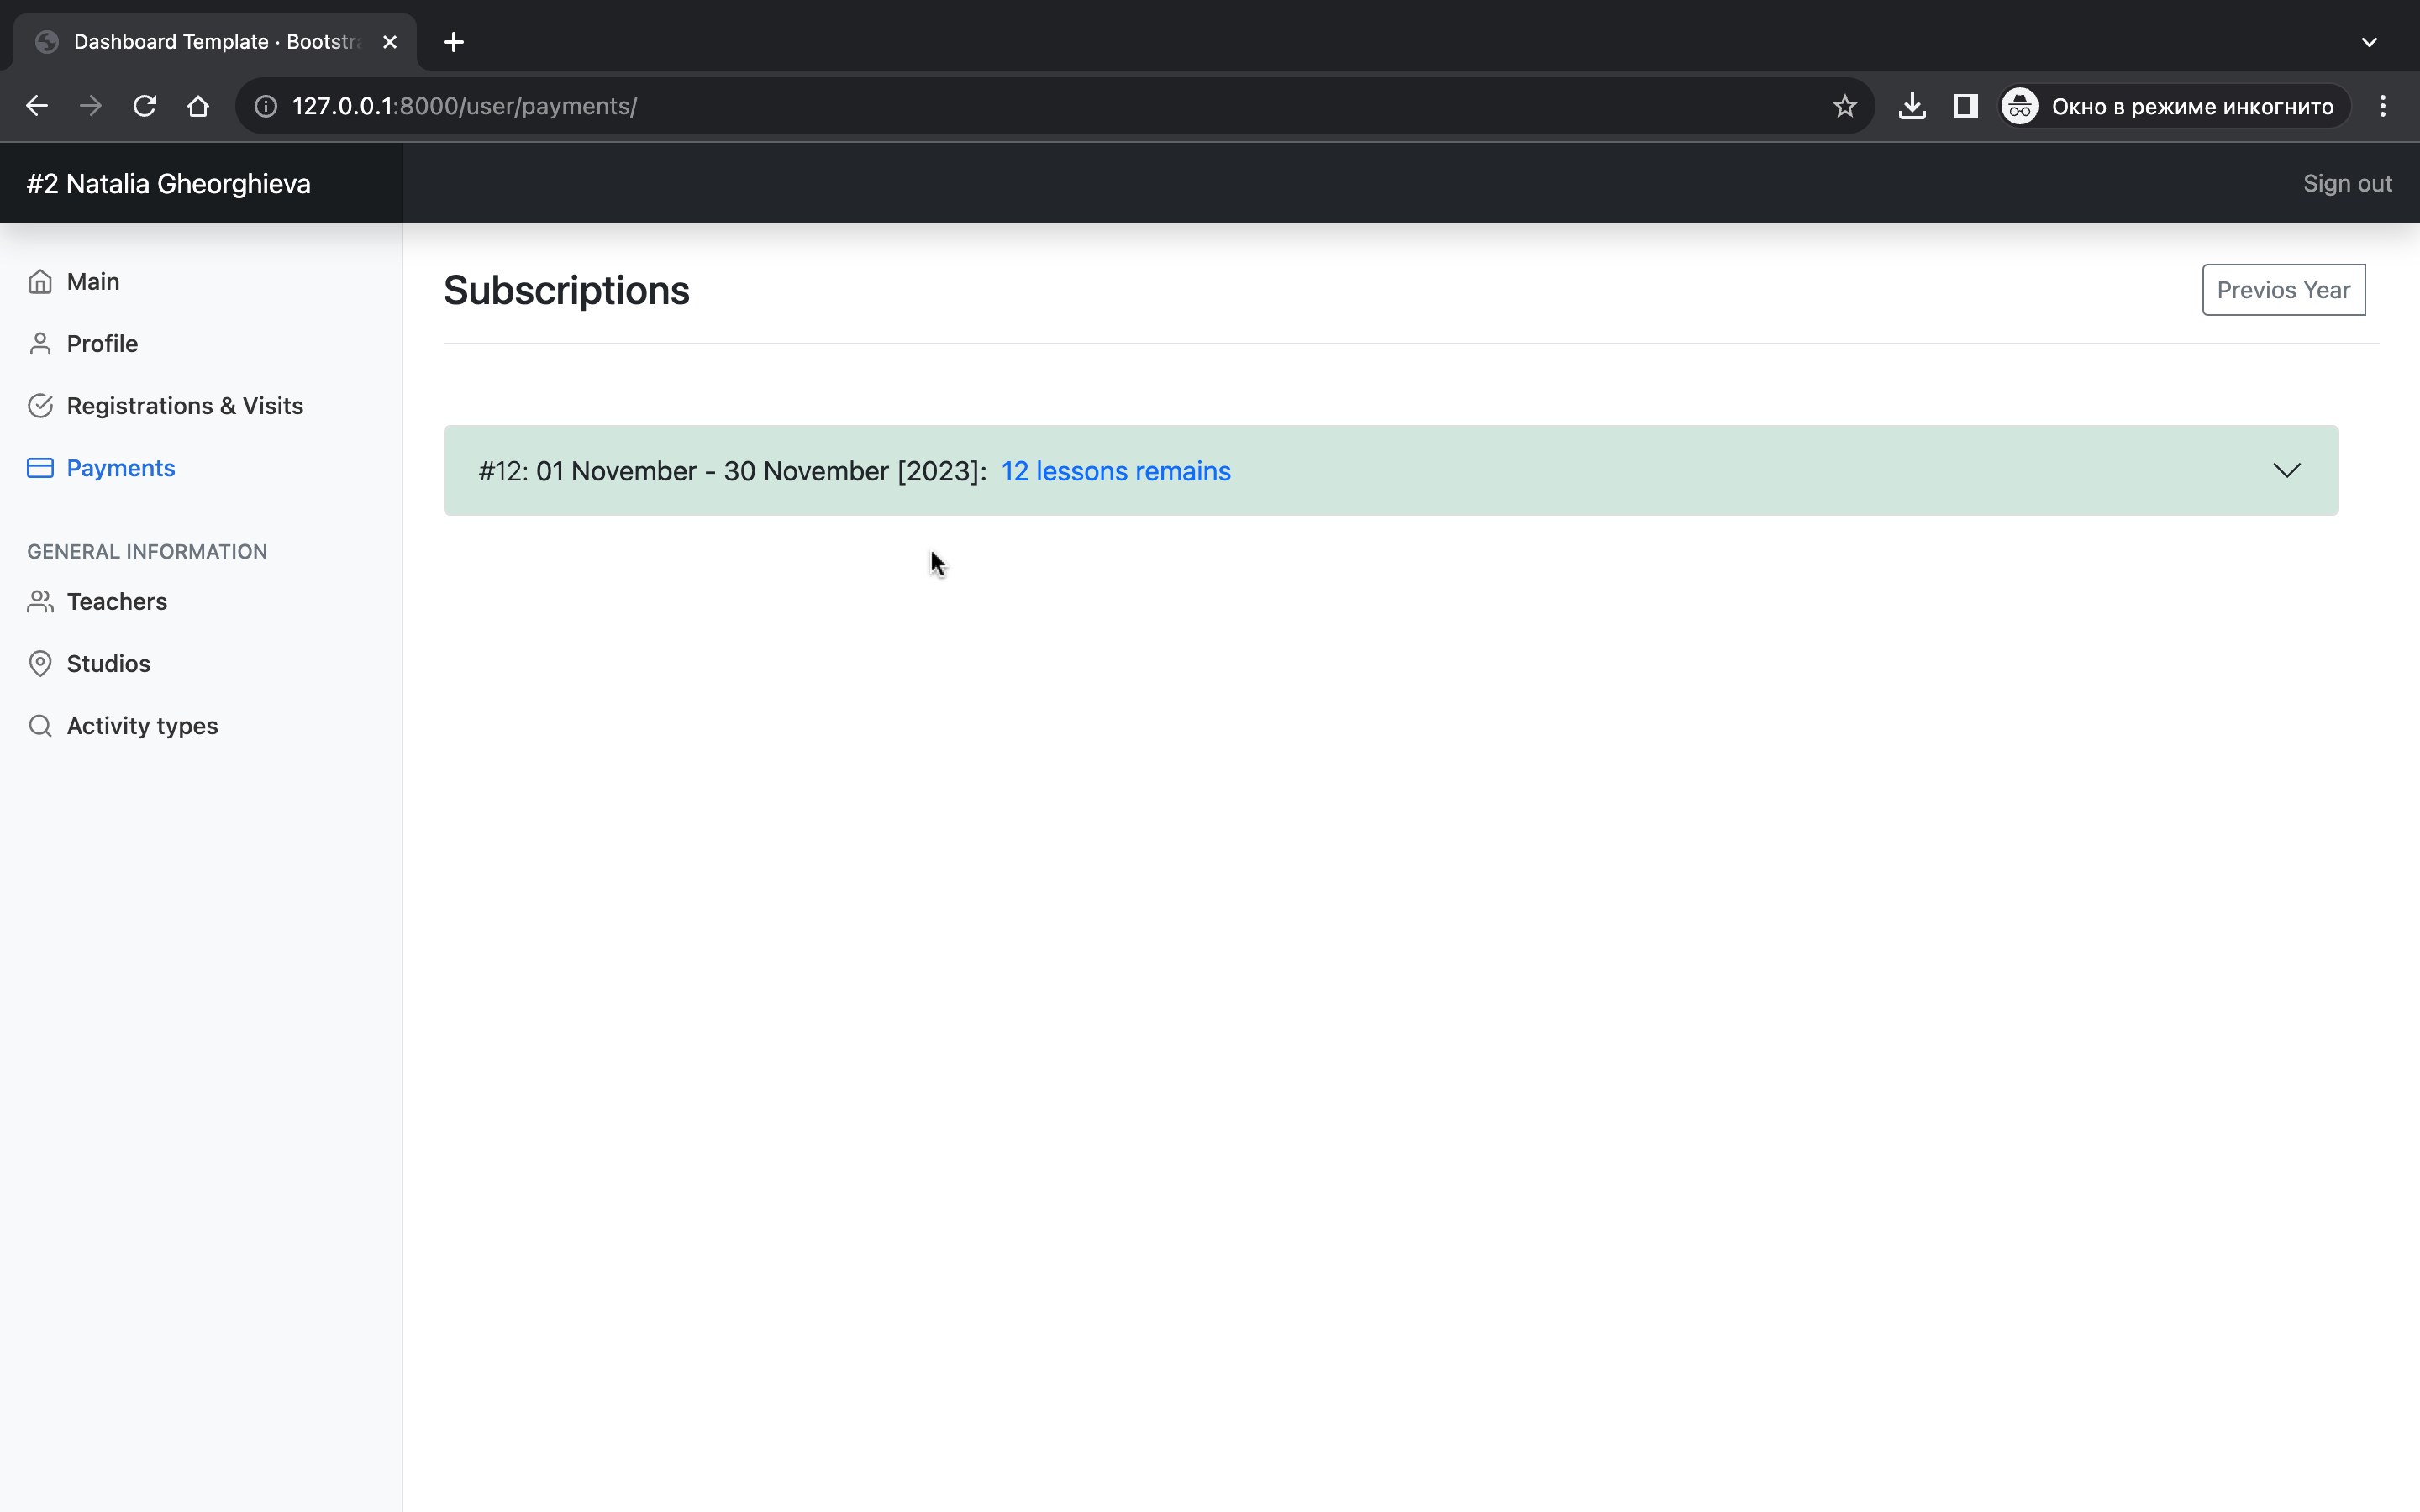 Dashboard Template · Bootstra
127.0.0.1:8000/user/payments/
Окно в режиме инкогнито
#2 Natalia Gheorghieva
Sign out
Main
Profile
Registrations & Visits
Payments
GENERAL INFORMATION
Teachers
Studios
Activity types
Subscriptions
Previos Year
#12: 01 November - 30 November [2023]: 12 lessons remains